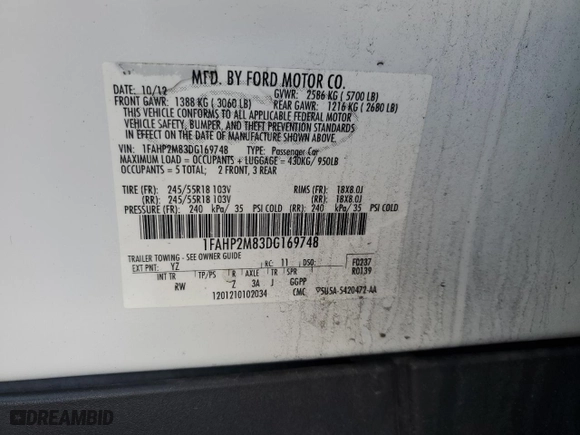 MFD. BY FORD MOTOR CO.
DATE: 10/12 GVWR: 2586 KG (5700 LB)
FRONT GAWR: 1388 KG (3060 LB) REAR GAWR: 1216 KG (2680 LB)
THIS VEHICLE CONFORMS TO ALL APPLICABLE FEDERAL MOTOR
VEHICLE SAFETY, BUMPER, AND THEFT PREVENTION STANDARDS
IN EFFECT ON THE DATE OF MANUFACTURE SHOWN ABOVE.
VIN: 1FAHP2M83DG169748 TYPE: Passenger Car
MAXIMUM LOAD = OCCUPANTS + LUGGAGE = 430KG/950LB
OCCUPANTS = 5 TOTAL; 2 FRONT, 3 REAR
TIRE (FR): 245/55R18 103V RIMS (FR): 18X8.0J
(RR): 245/55R18 103V (RR): 18X8.0J
PRESSURE (FR): 240 kPa/ 35 PSI COLD (RR): 240 kPa/ 35 PSI COLD
1FAHP2M83DG169748
TRAILER TOWING - SEE OWNER GUIDE
EXT PNT: YZ RC: 11 DSO: FD237
R0139
INT TR TP/PS R AXLE TR SPR
RW Z 3A J GGPP
1201210102034 CMC 5U5A-5420472-AA
DREAMBID